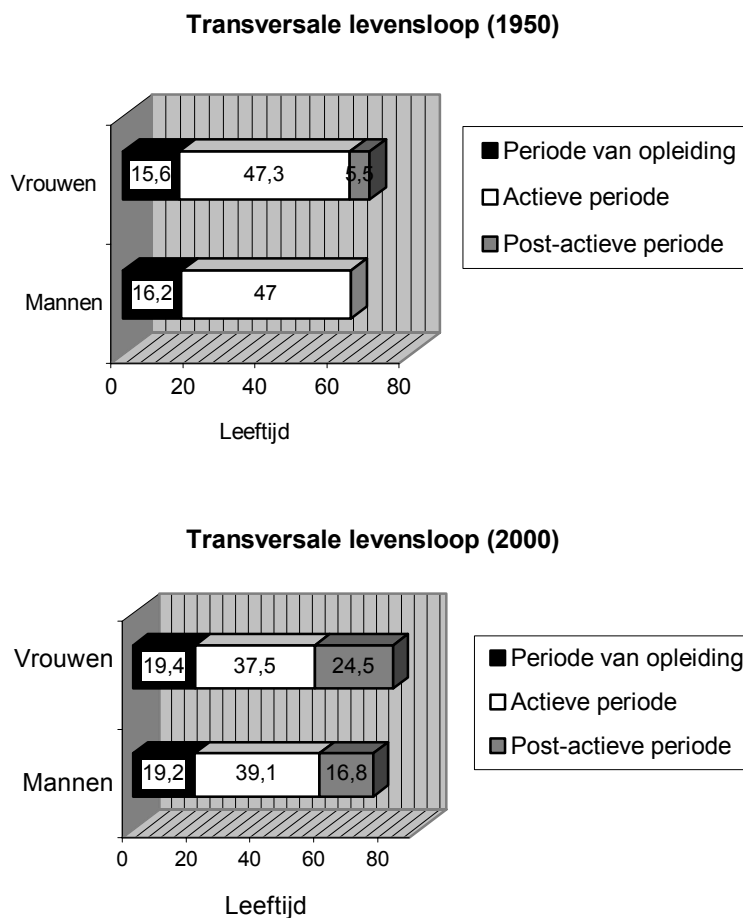 Transversale levensloop (1950)
Vrouwen
15,6
47,3
5,5
Mannen
16,2
47
0 20 40 60 80
Leeftijd
Periode van opleiding
Actieve periode
Post-actieve periode
Transversale levensloop (2000)
Vrouwen
19,4
37,5
24,5
Mannen
19,2
39,1
16,8
0 20 40 60 80
Leeftijd
Periode van opleiding
Actieve periode
Post-actieve periode